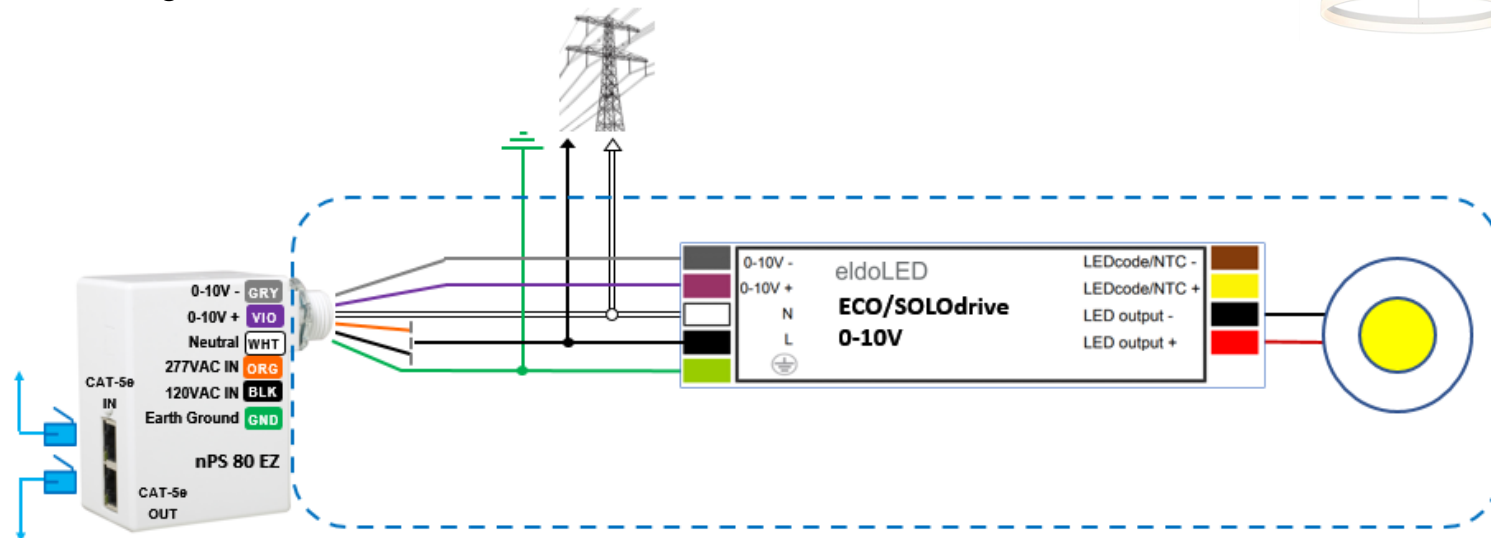 0-10V - GRY
0-10V + VIO
Neutral WHT
277VAC IN ORG
120VAC IN BLK
Earth Ground GND
CAT-5e
IN
nPS 80 EZ
CAT-5e
OUT
0-10V -
0-10V +
N
L
eldoLED
ECO/SOLOdrive
0-10V
LEDcode/NTC -
LEDcode/NTC +
LED output -
LED output +